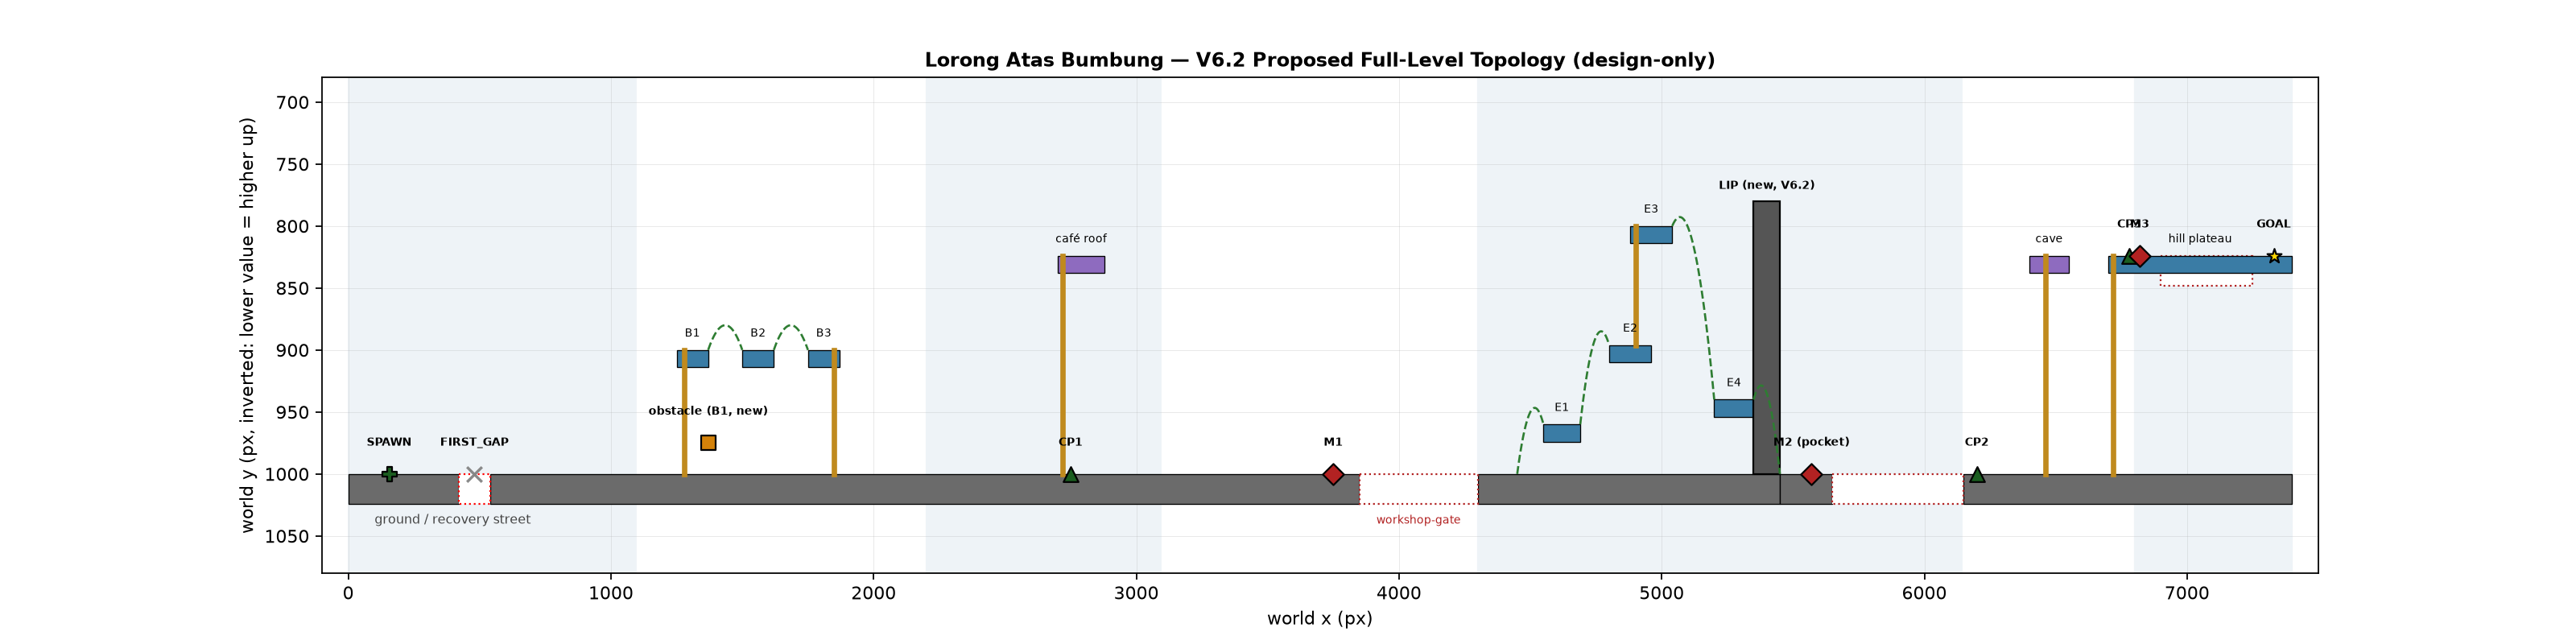 Lorong Atas Bumbung — V6.2 Proposed Full-Level Topology (design-only)
world y (px, inverted: lower value = higher up)
700
750
800
850
900
950
1000
1050
LIP (new, V6.2)
E3
CP3
M3
GOAL
café roof
cave
hill plateau
B1
B2
B3
E2
E4
obstacle (B1, new)
E1
SPAWN
FIRST_GAP
CP1
M1
M2 (pocket)
CP2
ground / recovery street
workshop-gate
0
1000
2000
3000
4000
5000
6000
7000
world x (px)